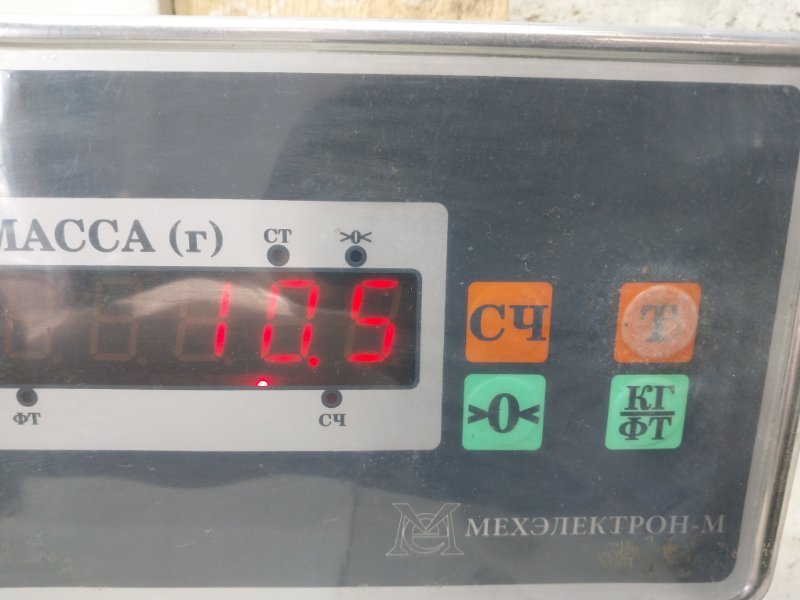 МАССА (г)
СТ
>0<
10.5
ФТ
СЧ
СЧ
Т
>0<
КГ
ФТ
МЕХЭЛЕКТРОН-М